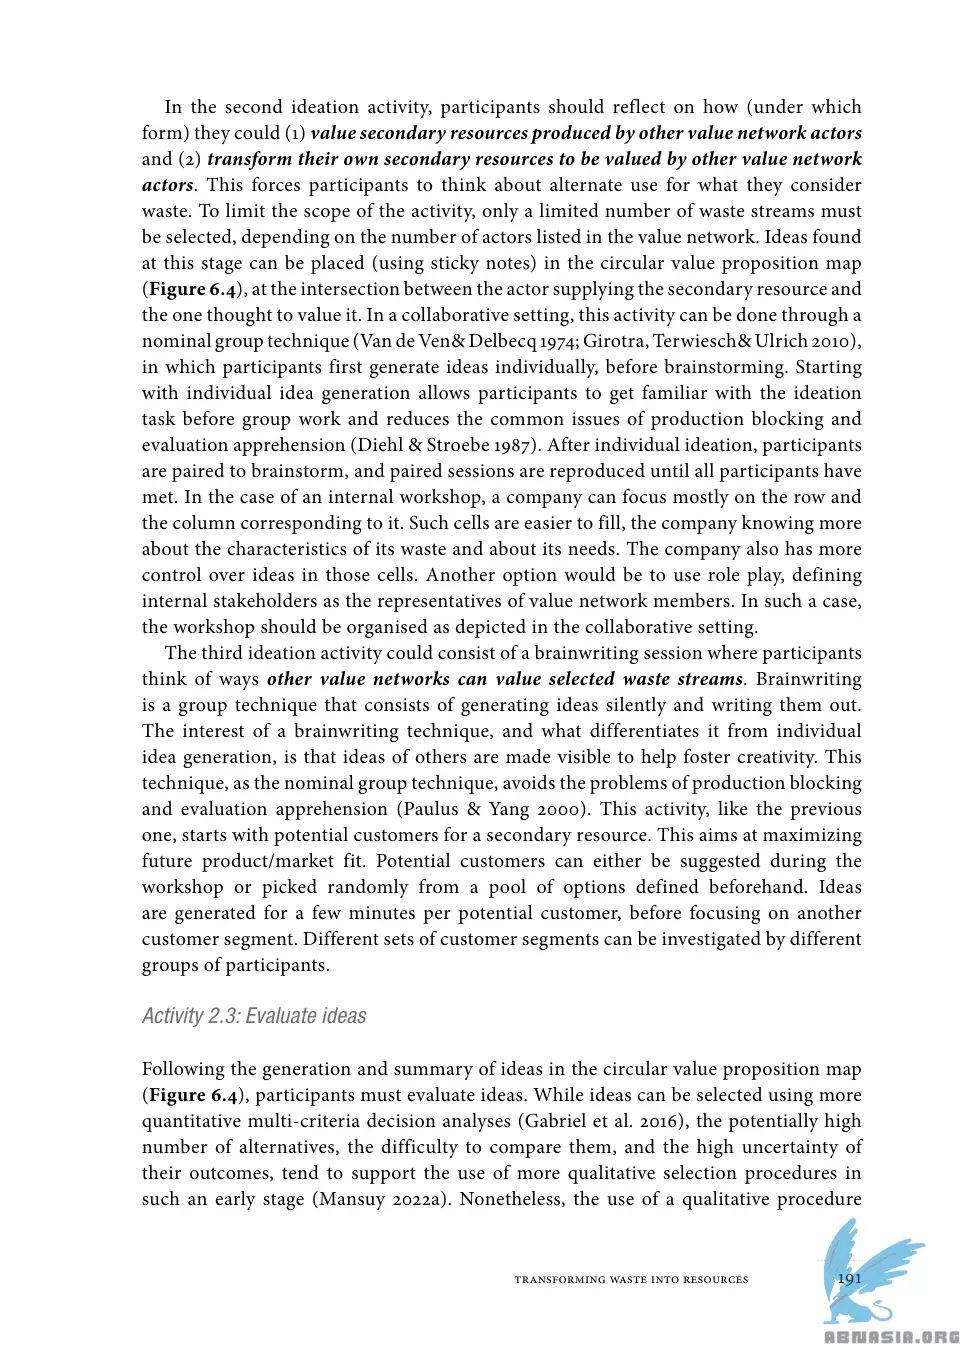 In the second ideation activity, participants should reflect on how (under which
form) they could (1) value secondary resources produced by other value network actors
and (2) transform their own secondary resources to be valued by other value network
actors. This forces participants to think about alternate use for what they consider
waste. To limit the scope of the activity, only a limited number of waste streams must
be selected, depending on the number of actors listed in the value network. Ideas found
at this stage can be placed (using sticky notes) in the circular value proposition map
(Figure 6.4), at the intersection between the actor supplying the secondary resource and
the one thought to value it. In a collaborative setting, this activity can be done through a
nominal group technique (Van de Ven& Delbecq 1974; Girotra, Terwiesch& Ulrich 2010),
in which participants first generate ideas individually, before brainstorming. Starting
with individual idea generation allows participants to get familiar with the ideation
task before group work and reduces the common issues of production blocking and
evaluation apprehension (Diehl & Stroebe 1987). After individual ideation, participants
are paired to brainstorm, and paired sessions are reproduced until all participants have
met. In the case of an internal workshop, a company can focus mostly on the row and
the column corresponding to it. Such cells are easier to fill, the company knowing more
about the characteristics of its waste and about its needs. The company also has more
control over ideas in those cells. Another option would be to use role play, defining
internal stakeholders as the representatives of value network members. In such a case,
the workshop should be organised as depicted in the collaborative setting.
The third ideation activity could consist of a brainwriting session where participants
think of ways other value networks can value selected waste streams. Brainwriting
is a group technique that consists of generating ideas silently and writing them out.
The interest of a brainwriting technique, and what differentiates it from individual
idea generation, is that ideas of others are made visible to help foster creativity. This
technique, as the nominal group technique, avoids the problems of production blocking
and evaluation apprehension (Paulus & Yang 2000). This activity, like the previous
one, starts with potential customers for a secondary resource. This aims at maximizing
future product/market fit. Potential customers can either be suggested during the
workshop or picked randomly from a pool of options defined beforehand. Ideas
are generated for a few minutes per potential customer, before focusing on another
customer segment. Different sets of customer segments can be investigated by different
groups of participants.
Activity 2.3: Evaluate ideas
Following the generation and summary of ideas in the circular value proposition map
(Figure 6.4), participants must evaluate ideas. While ideas can be selected using more
quantitative multi-criteria decision analyses (Gabriel et al. 2016), the potentially high
number of alternatives, the difficulty to compare them, and the high uncertainty of
their outcomes, tend to support the use of more qualitative selection procedures in
such an early stage (Mansuy 2022a). Nonetheless, the use of a qualitative procedure
TRANSFORMING WASTE INTO RESOURCES 191
ABNASIA.ORG